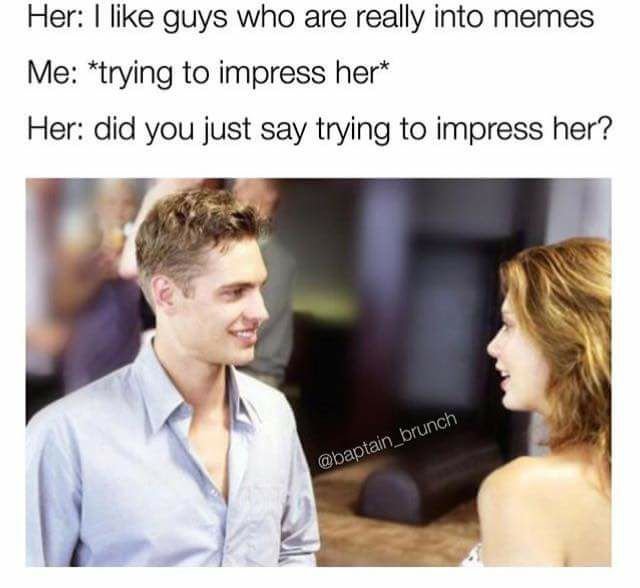 Her: I like guys who are really into memes
Me: *trying to impress her*
Her: did you just say trying to impress her?
@baptain_brunch